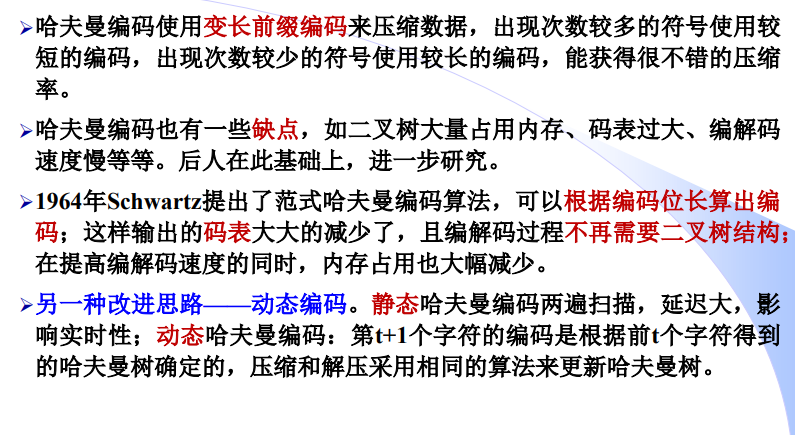 ➢哈夫曼编码使用变长前缀编码来压缩数据，出现次数较多的符号使用较
短的编码，出现次数较少的符号使用较长的编码，能获得很不错的压缩
率。
➢哈夫曼编码也有一些缺点，如二叉树大量占用内存、码表过大、编解码
速度慢等等。后人在此基础上，进一步研究。
➢1964年Schwartz提出了范式哈夫曼编码算法，可以根据编码位长算出编
码；这样输出的码表大大的减少了，且编解码过程不再需要二叉树结构；
在提高编解码速度的同时，内存占用也大幅减少。
➢另一种改进思路——动态编码。静态哈夫曼编码两遍扫描，延迟大，影
响实时性；动态哈夫曼编码：第t+1个字符的编码是根据前t个字符得到
的哈夫曼树确定的，压缩和解压采用相同的算法来更新哈夫曼树。